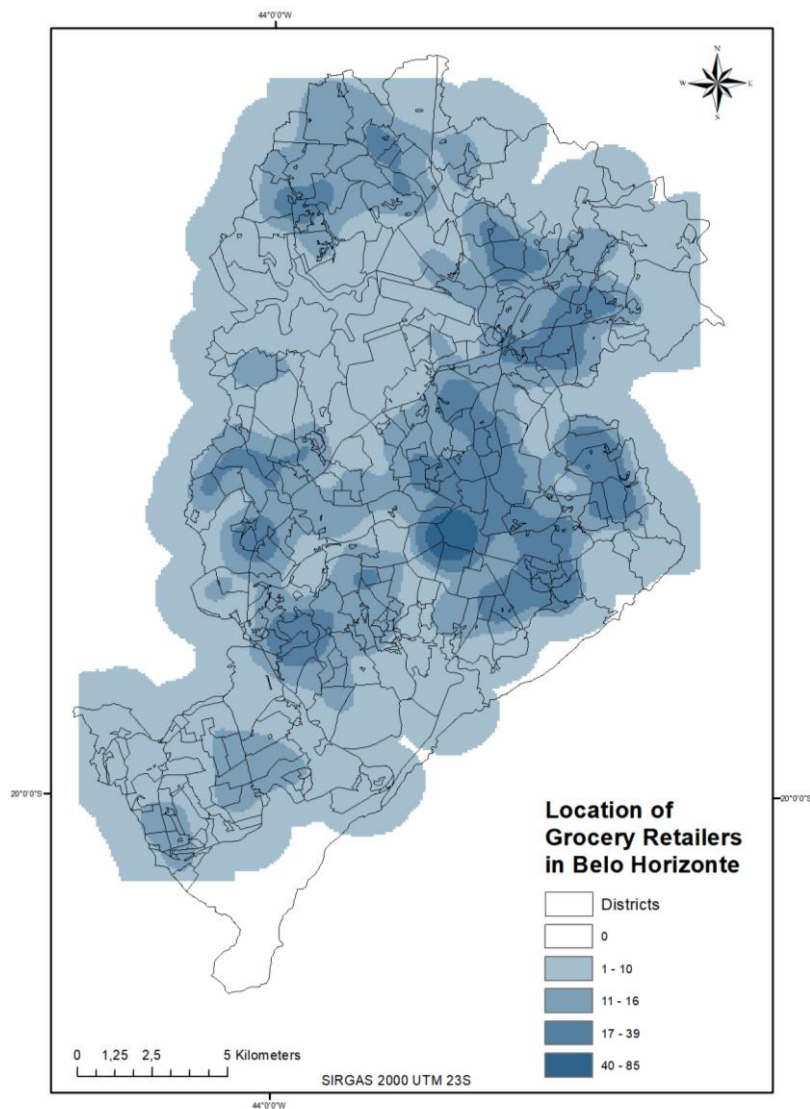 44°0'0"W
N
W E
S
20°0'0"S
20°0'0"S
Location of
Grocery Retailers
in Belo Horizonte
Districts
0
1 - 10
11 - 16
17 - 39
40 - 85
0 1,25 2,5 5 Kilometers
SIRGAS 2000 UTM 23S
44°0'0"W